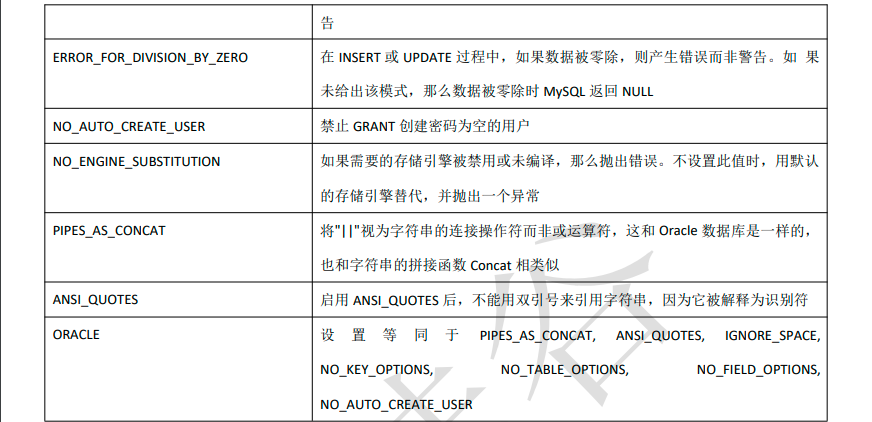 告
ERROR_FOR_DIVISION_BY_ZERO
在 INSERT 或 UPDATE 过程中，如果数据被零除，则产生错误而非警告。如 果
未给出该模式，那么数据被零除时 MySQL 返回 NULL
NO_AUTO_CREATE_USER
禁止 GRANT 创建密码为空的用户
NO_ENGINE_SUBSTITUTION
如果需要的存储引擎被禁用或未编译，那么抛出错误。不设置此值时，用默认
的存储引擎替代，并抛出一个异常
PIPES_AS_CONCAT
将"||"视为字符串的连接操作符而非或运算符，这和 Oracle 数据库是一样的，
也和字符串的拼接函数 Concat 相类似
ANSI_QUOTES
启用 ANSI_QUOTES 后，不能用双引号来引用字符串，因为它被解释为识别符
ORACLE
设 置 等 同 于 PIPES_AS_CONCAT, ANSI_QUOTES, IGNORE_SPACE,
NO_KEY_OPTIONS, NO_TABLE_OPTIONS, NO_FIELD_OPTIONS,
NO_AUTO_CREATE_USER